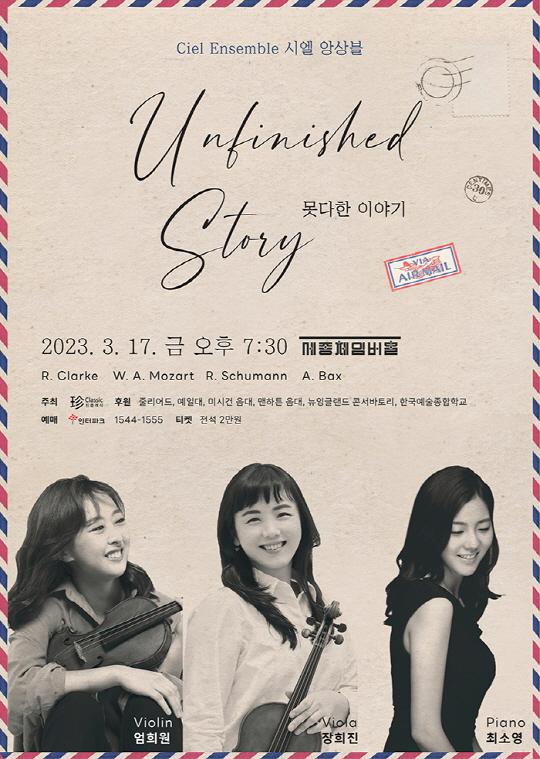 Ciel Ensemble 시엘 앙상블
Unfinished
Story 못다한 이야기
30
VIA
AIR MAIL
2023. 3. 17. 금 오후 7:30 세종체임버홀
R. Clarke W. A. Mozart R. Schumann A. Bax
주최 珍 Classic 후원 줄리어드, 예일대, 미시건 음대, 맨하튼 음대, 뉴잉글랜드 콘서바토리, 한국예술종합학교
예매 인터파크 1544-1555 티켓 전석 2만원
Violin
엄희원
Viola
장희진
Piano
최소영